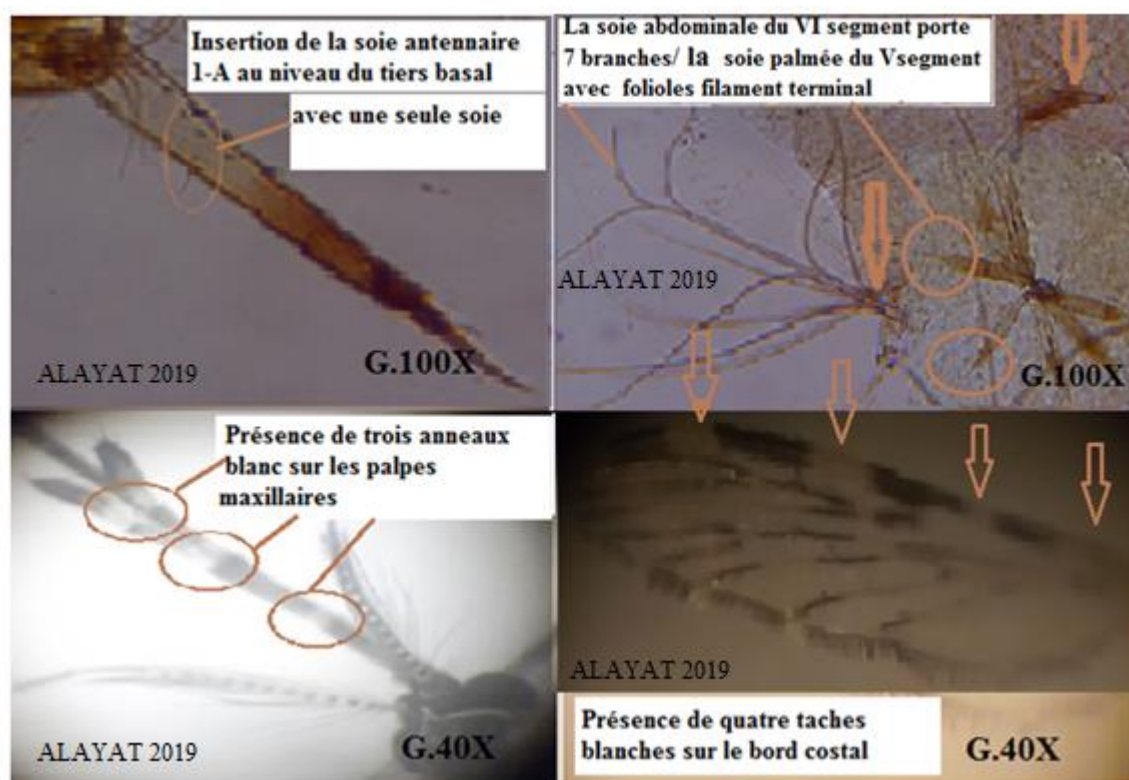 Insertion de la soie antennaire
1-A au niveau du tiers basal
avec une seule soie
ALAYAT 2019
G.100X
La soie abdominale du VI segment porte
7 branches/ la soie palmée du Vsegment
avec folioles filament terminal
ALAYAT 2019
G.100X
Présence de trois anneaux
blanc sur les palpes
maxillaires
ALAYAT 2019
G.40X
ALAYAT 2019
Présence de quatre taches
blanches sur le bord costal
G.40X